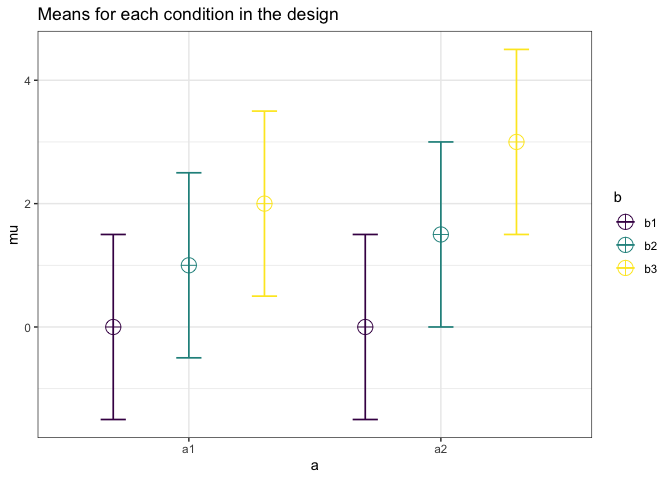 Means for each condition in the design
4
2
0
mu
a1
a2
a
b
b1
b2
b3